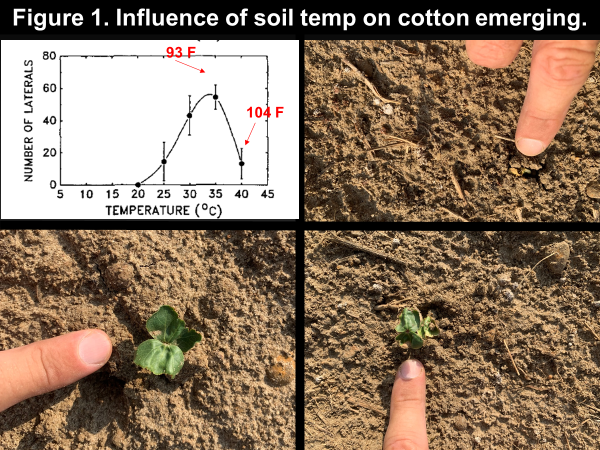 Figure 1. Influence of soil temp on cotton emerging.
93 F
104 F
NUMBER OF LATERALS
80
60
40
20
0
5 10 15 20 25 30 35 40 45
TEMPERATURE (°C)